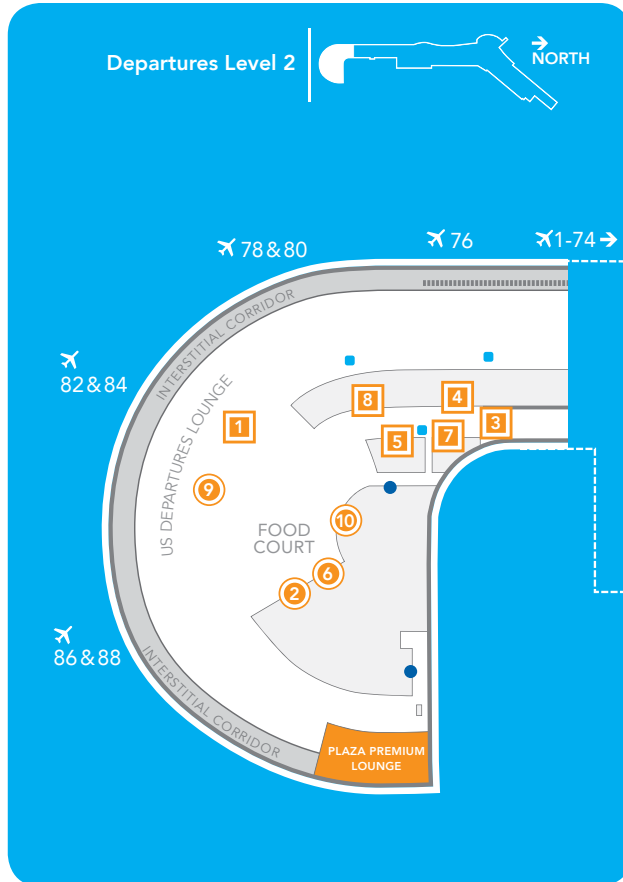 Departures Level 2
→
NORTH
78 & 80
76
1-74 →
INTERSTITIAL CORRIDOR
82 & 84
US DEPARTURES LOUNGE
8
4
1
3
7
5
9
10
FOOD
COURT
6
2
86 & 88
INTERSTITIAL CORRIDOR
PLAZA PREMIUM
LOUNGE